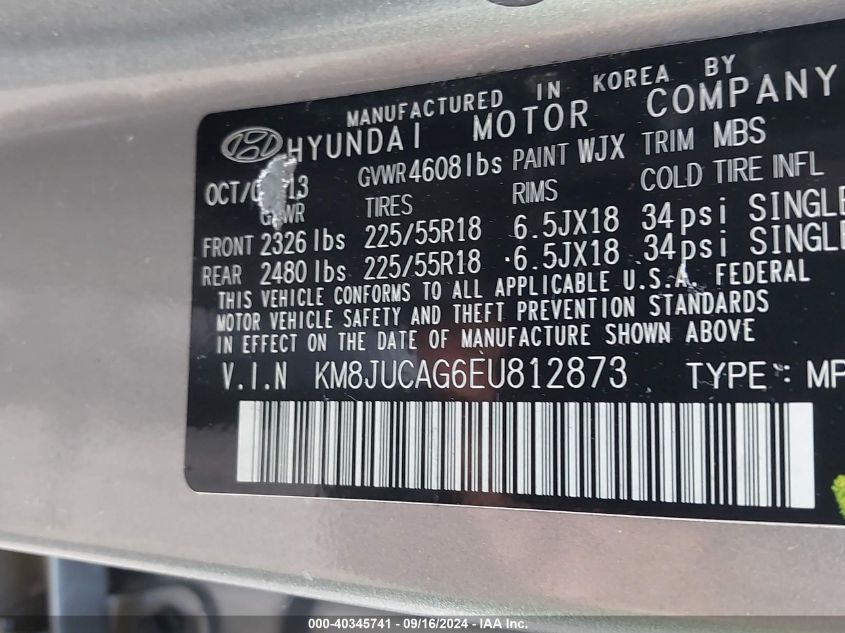 MANUFACTURED IN KOREA BY
HYUNDAI MOTOR COMPANY
GVWR 4608 lbs PAINT WJX TRIM MBS
TIRES RIMS COLD TIRE INFL
FRONT 2326 lbs 225/55R18 6.5JX18 34psi SINGLE
REAR 2480 lbs 225/55R18 6.5JX18 34psi SINGLE
THIS VEHICLE CONFORMS TO ALL APPLICABLE U.S.A. FEDERAL
MOTOR VEHICLE SAFETY AND THEFT PREVENTION STANDARDS
IN EFFECT ON THE DATE OF MANUFACTURE SHOWN ABOVE
V.I.N KM8JUCAG6EU812873 TYPE : MP
000-40345741 - 09/16/2024 - IAA Inc.